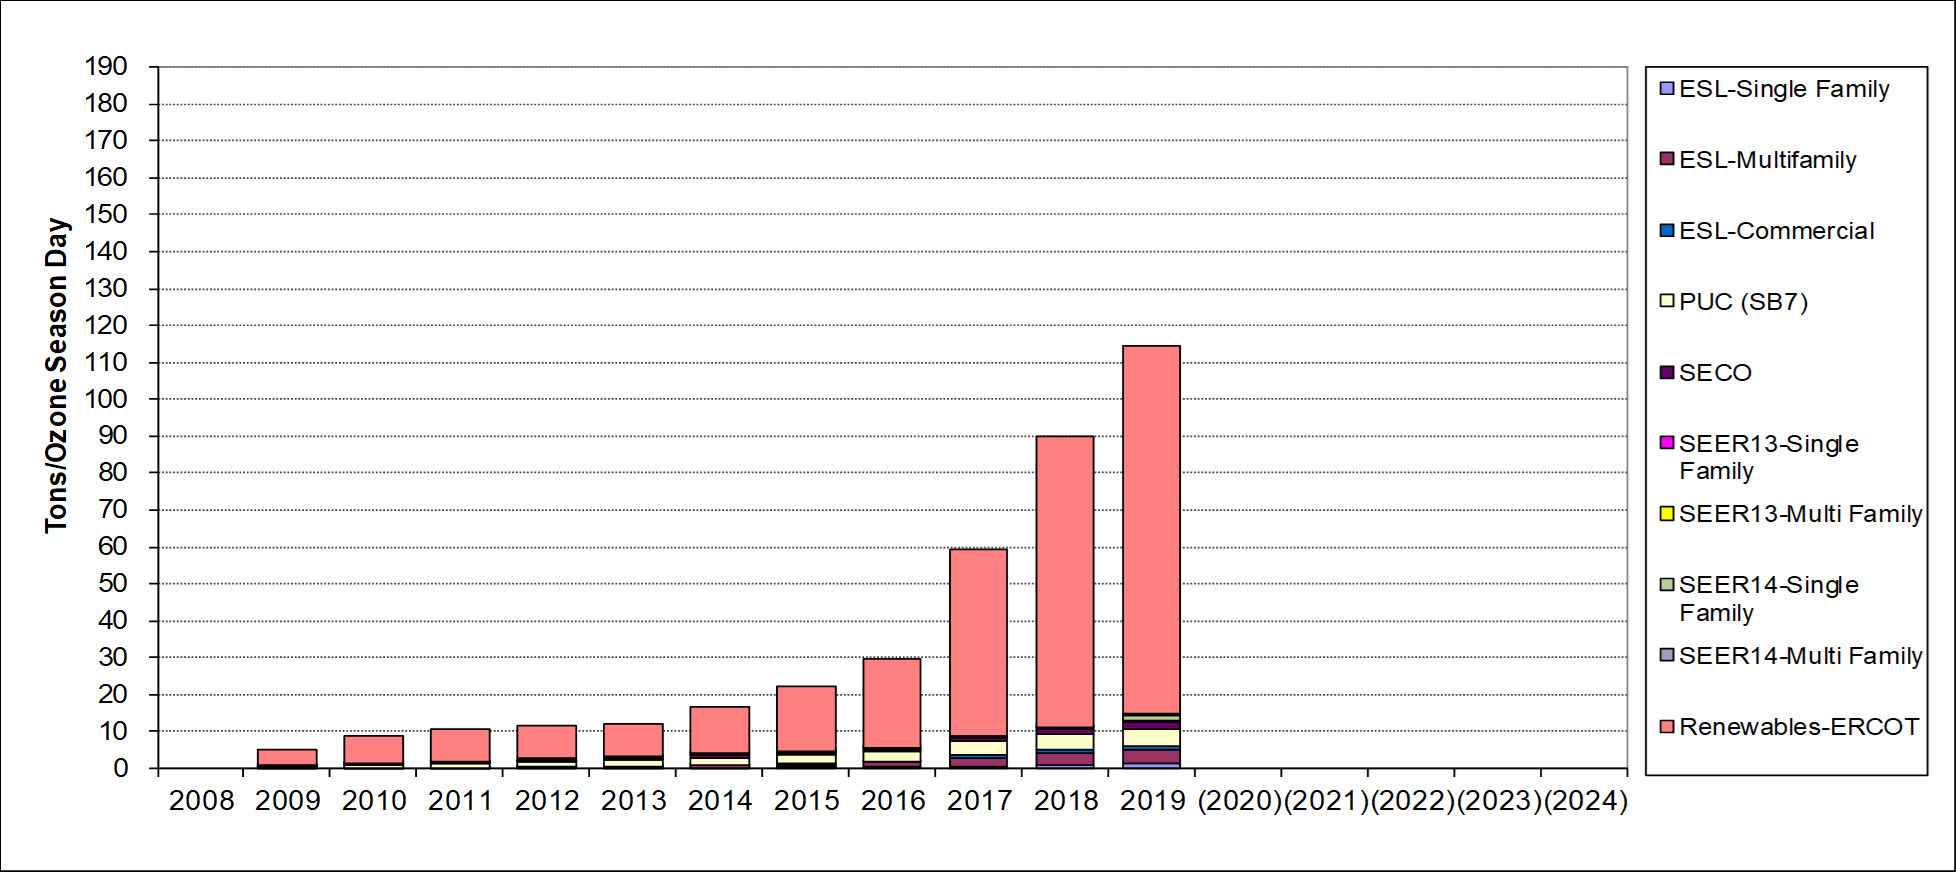 Tons/Ozone Season Day
190
180
170
160
150
140
130
120
110
100
90
80
70
60
50
40
30
20
10
0
2008 2009 2010 2011 2012 2013 2014 2015 2016 2017 2018 2019 (2020) (2021) (2022) (2023) (2024)
ESL-Single Family
ESL-Multifamily
ESL-Commercial
PUC (SB7)
SECO
SEER13-Single
Family
SEER13-Multi Family
SEER14-Single
Family
SEER14-Multi Family
Renewables-ERCOT